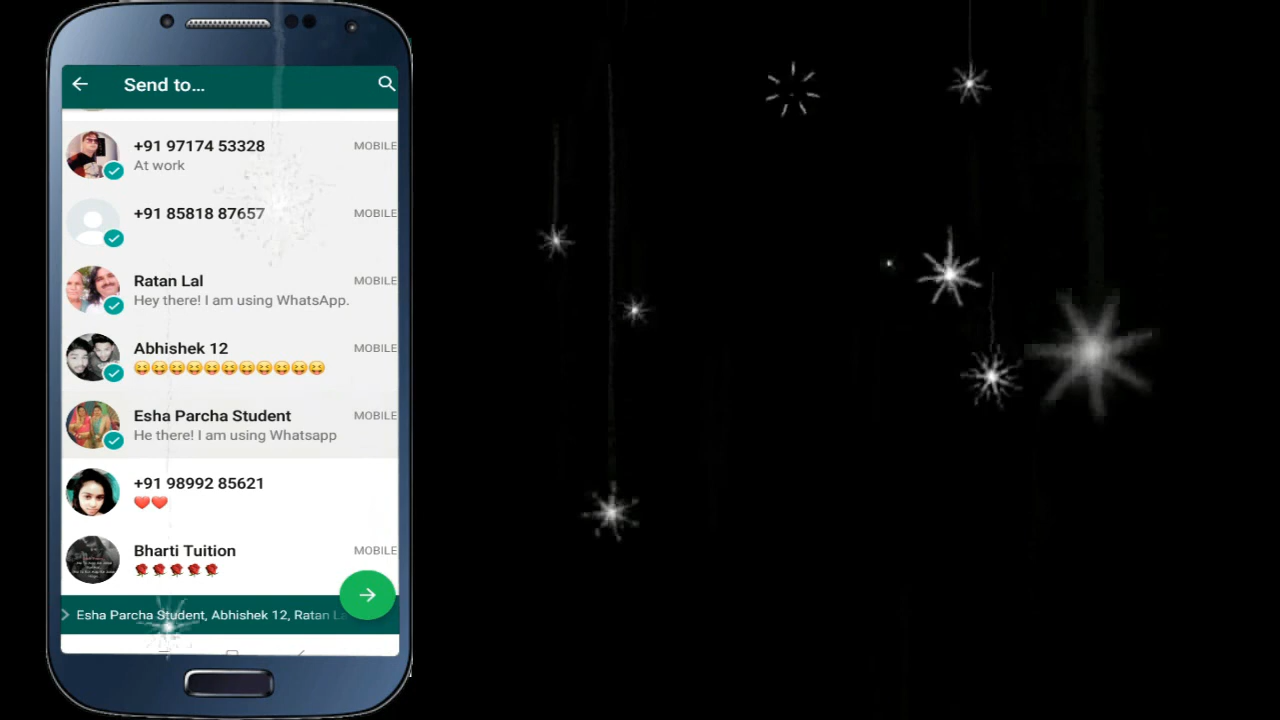 Send to...
+91 97174 53328 MOBILE
At work
+91 85818 87657 MOBILE
Ratan Lal MOBILE
Hey there! I am using WhatsApp.
Abhishek 12 MOBILE
😝😝😝😝😝😝😝😝😝😝😝
Esha Parcha Student MOBILE
He there! I am using Whatsapp
+91 98992 85621
❤️❤️
Bharti Tuition MOBILE
🌹🌹🌹🌹🌹
Esha Parcha Student, Abhishek 12, Ratan